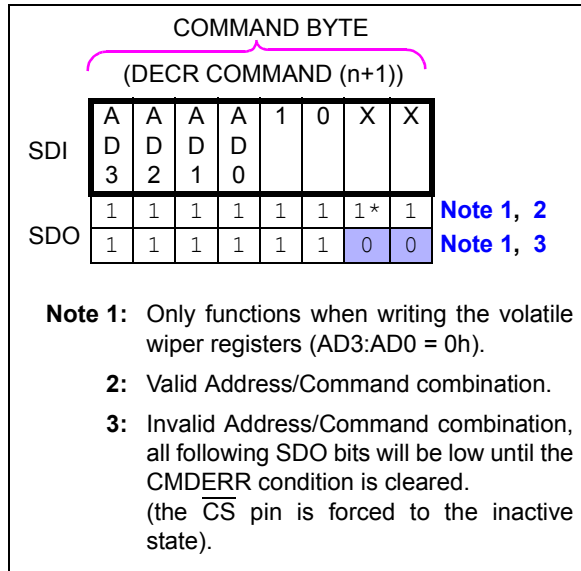 COMMAND BYTE
(DECR COMMAND (n+1))
SDI A A A A 1 0 X X
D D D D
3 2 1 0
1 1 1 1 1 1 1* 1 Note 1, 2
SDO 1 1 1 1 1 1 0 0 Note 1, 3
Note 1: Only functions when writing the volatile
wiper registers (AD3:AD0 = 0h).
2: Valid Address/Command combination.
3: Invalid Address/Command combination,
all following SDO bits will be low until the
CMDERR condition is cleared.
(the CS pin is forced to the inactive
state).